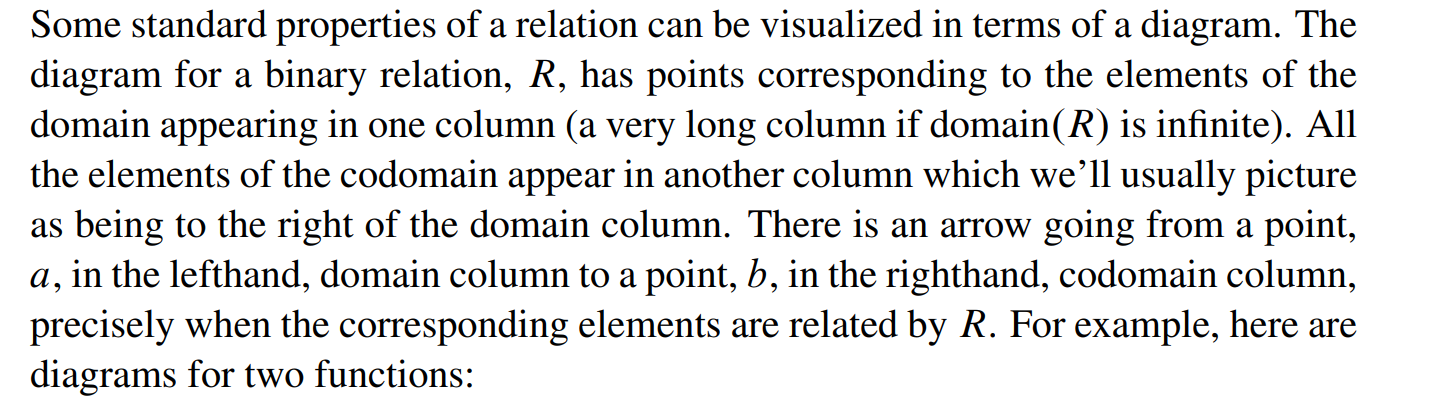 Some standard properties of a relation can be visualized in terms of a diagram. The
diagram for a binary relation, R, has points corresponding to the elements of the
domain appearing in one column (a very long column if domain(R) is infinite). All
the elements of the codomain appear in another column which we’ll usually picture
as being to the right of the domain column. There is an arrow going from a point,
a, in the lefthand, domain column to a point, b, in the righthand, codomain column,
precisely when the corresponding elements are related by R. For example, here are
diagrams for two functions: